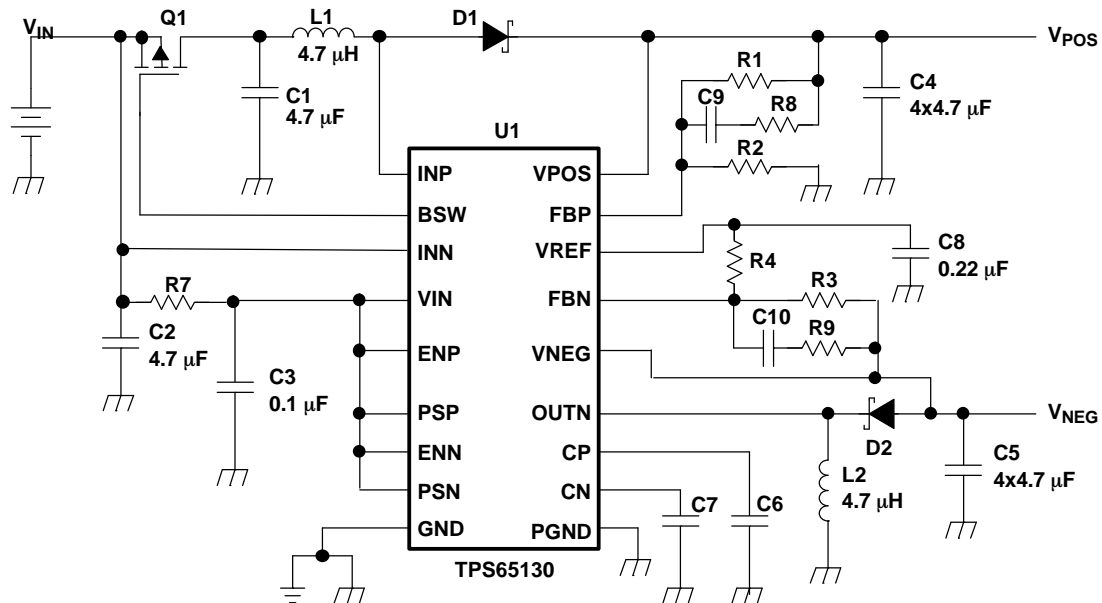 Q1
L1
D1
VIN
VPOS
4.7 μH
R1
C1
4.7 μF
C9
R8
C4
4x4.7 μF
U1
R2
INP
VPOS
BSW
FBP
INN
VREF
C8
0.22 μF
R4
R7
VIN
FBN
R3
C2
4.7 μF
C10
R9
ENP
VNEG
C3
0.1 μF
PSP
OUTN
VNEG
D2
ENN
CP
C5
4x4.7 μF
L2
4.7 μH
PSN
CN
C7
C6
GND
PGND
TPS65130